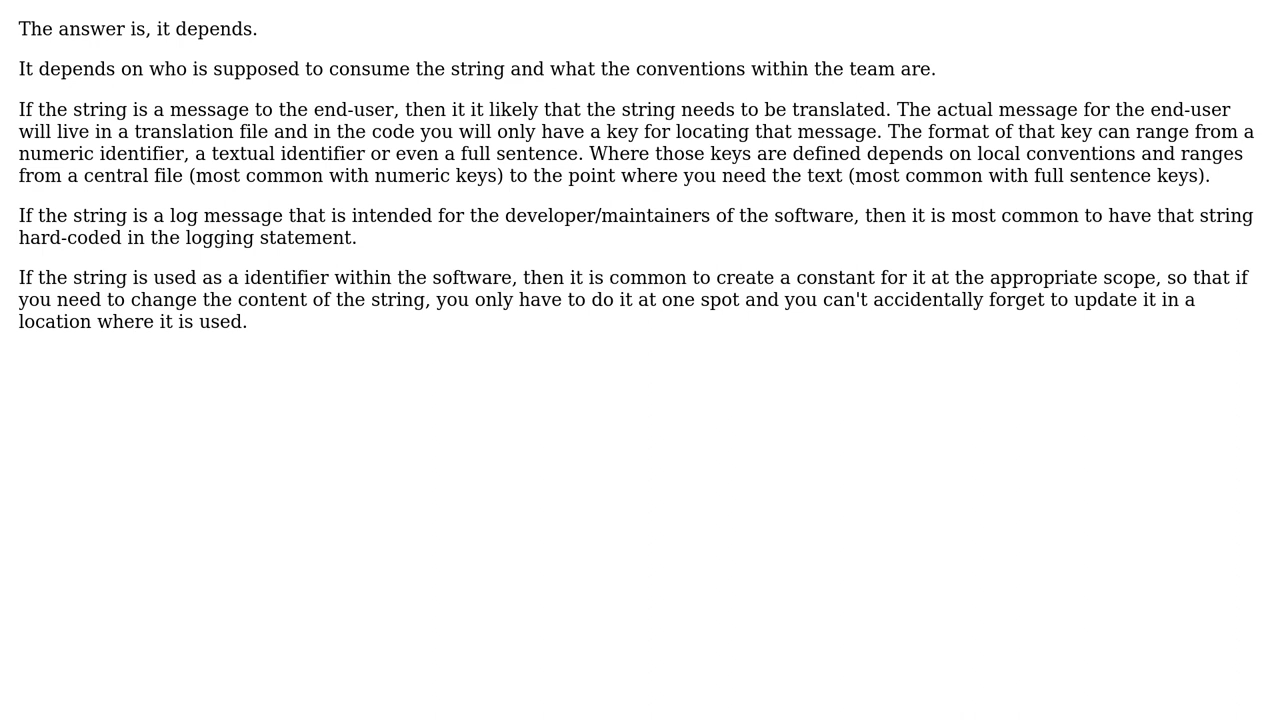 The answer is, it depends.
It depends on who is supposed to consume the string and what the conventions within the team are.
If the string is a message to the end-user, then it it likely that the string needs to be translated. The actual message for the end-user
will live in a translation file and in the code you will only have a key for locating that message. The format of that key can range from a
numeric identifier, a textual identifier or even a full sentence. Where those keys are defined depends on local conventions and ranges
from a central file (most common with numeric keys) to the point where you need the text (most common with full sentence keys).
If the string is a log message that is intended for the developer/maintainers of the software, then it is most common to have that string
hard-coded in the logging statement.
If the string is used as a identifier within the software, then it is common to create a constant for it at the appropriate scope, so that if
you need to change the content of the string, you only have to do it at one spot and you can't accidentally forget to update it in a
location where it is used.